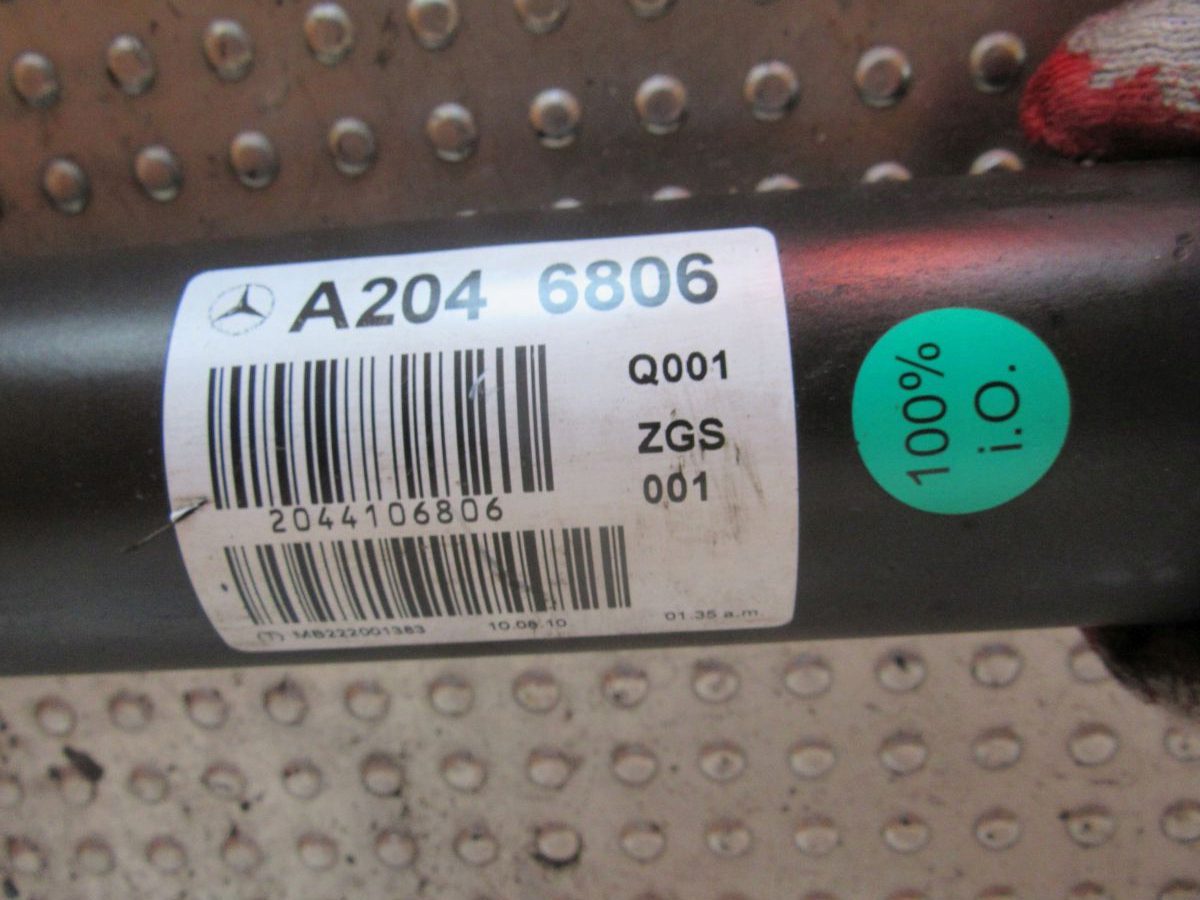 A204 6806
Q001
ZGS
001
2044106806
(T) MB222001383 10.08.10 01.35 a.m.
100%
i.O.